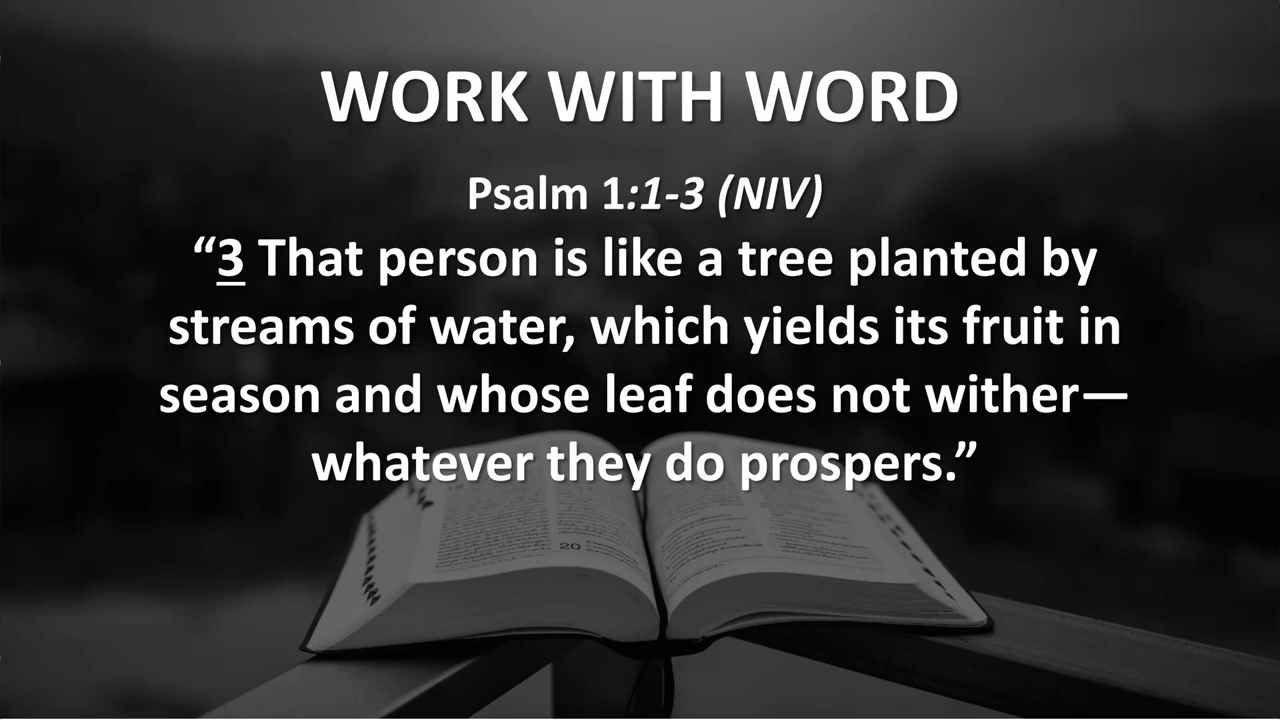 WORK WITH WORD
Psalm 1:1-3 (NIV)
“3 That person is like a tree planted by
streams of water, which yields its fruit in
season and whose leaf does not wither—
whatever they do prospers.”
20